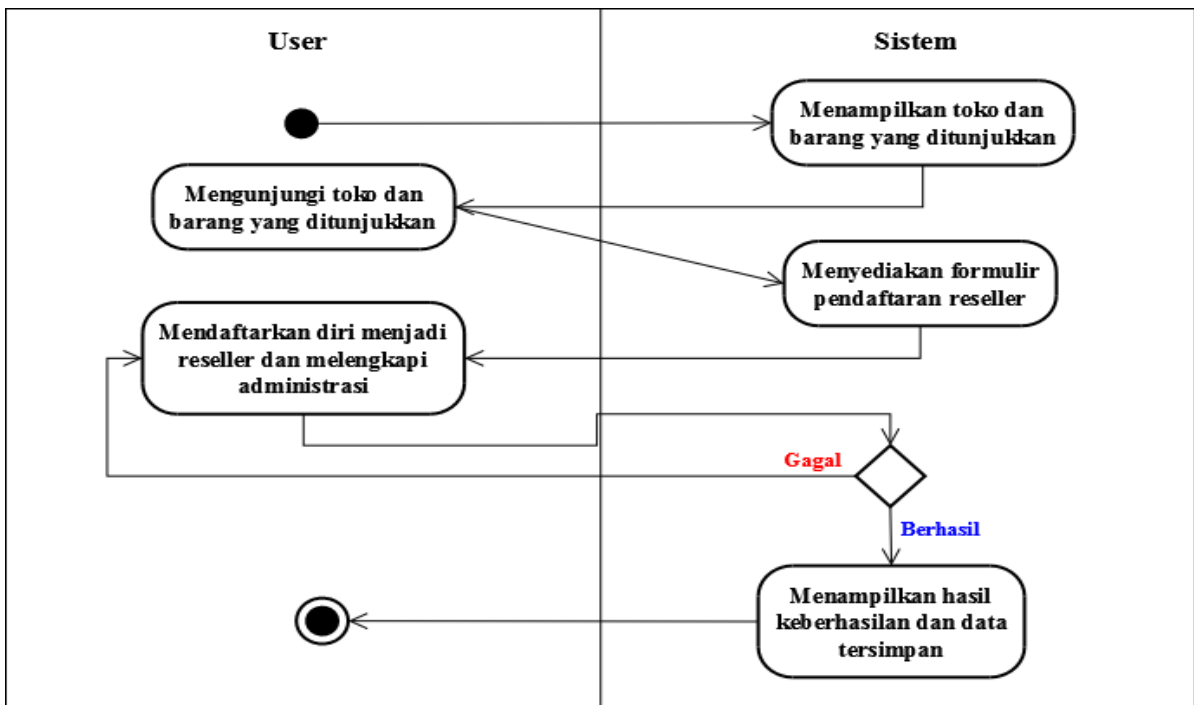 User
Sistem
Menampilkan toko dan
barang yang ditunjukkan
Mengunjungi toko dan
barang yang ditunjukkan
Menyediakan formulir
pendaftaran reseller
Mendaftarkan diri menjadi
reseller dan melengkapi
administrasi
Gagal
Berhasil
Menampilkan hasil
keberhasilan dan data
tersimpan